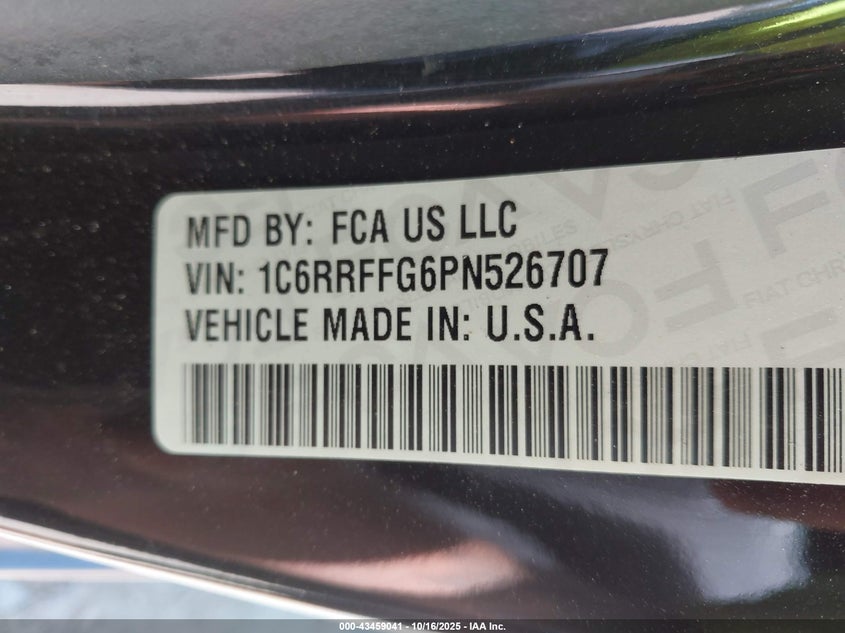 MFD BY: FCA US LLC
VIN: 1C6RRFFG6PN526707
VEHICLE MADE IN: U.S.A.
000-43459041 - 10/16/2025 - IAA Inc.